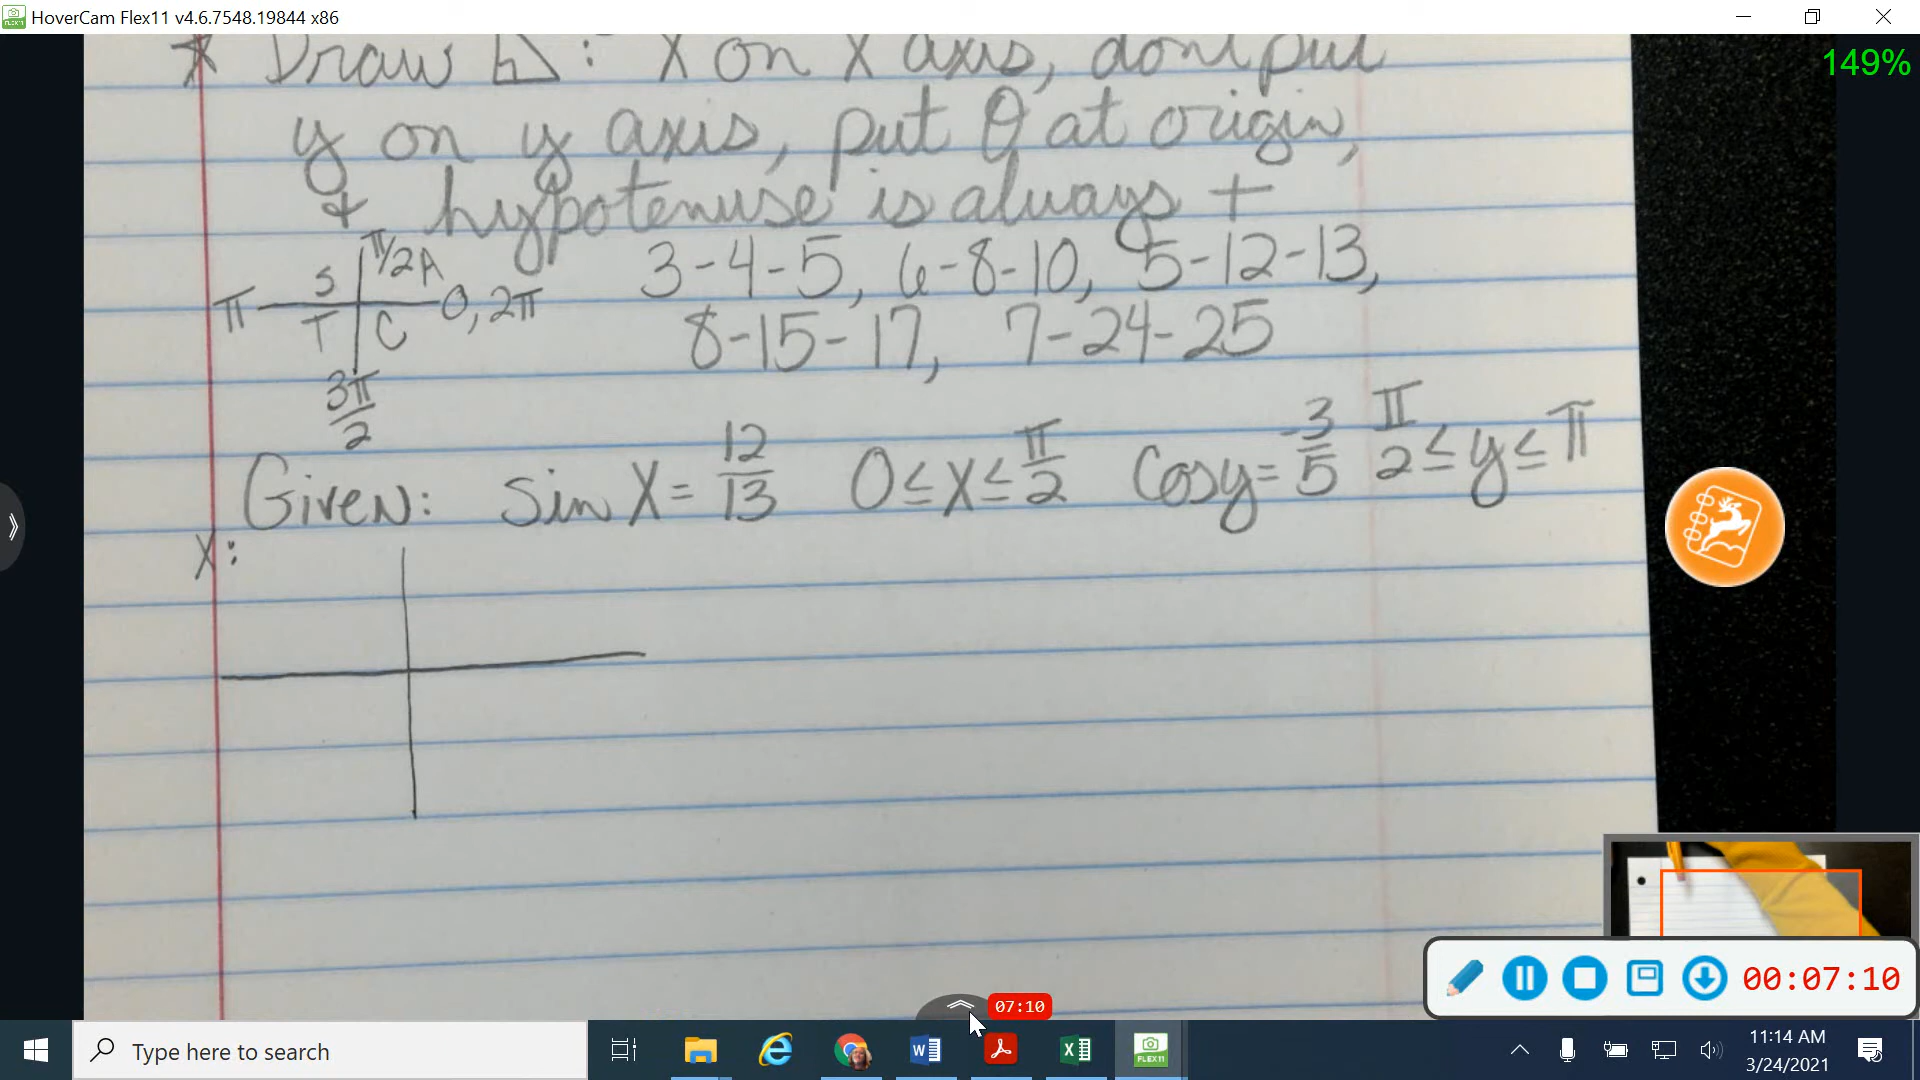 HoverCam Flex11 v4.6.7548.19844 x86
149%
* Draw : X on X axis, dont put
y on y axis, put θ at origin,
+ hypotenuse is always +
π/2
S A
π 0, 2π
T C
3π/2
3-4-5, 6-8-10, 5-12-13,
8-15-17, 7-24-25
Given: sin X = 12/13 0 ≤ X ≤ π/2 Cos y = -3/5 π/2 ≤ y ≤ π
X:
00:07:10
07:10
Type here to search
FLEX11
11:14 AM
3/24/2021